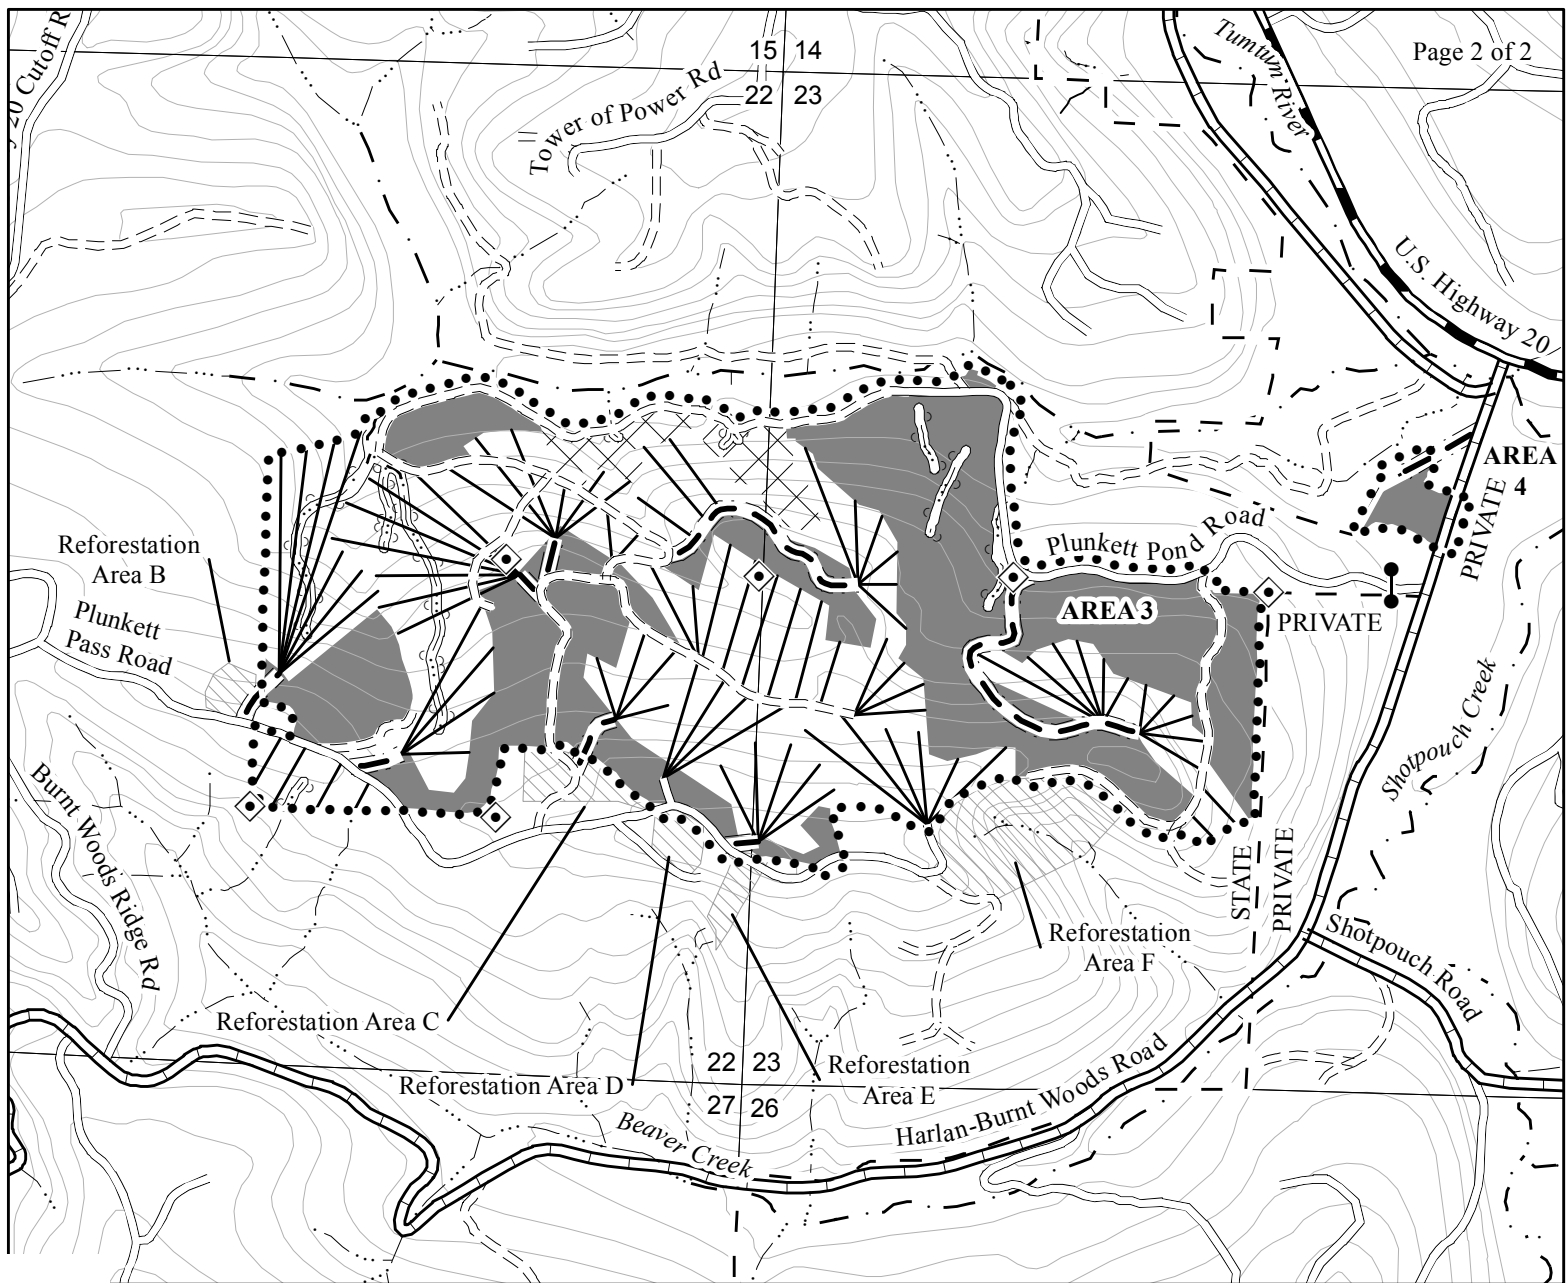 Page 2 of 2
20 Cutoff R
15 14
22 23
Tower of Power Rd
Tumtum River
U.S. Highway 20
AREA
4
PRIVATE
Plunkett Pond Road
AREA 3
PRIVATE
Reforestation
Area B
Plunkett
Pass Road
Shotpouch Creek
Burnt Woods Ridge Rd
STATE
PRIVATE
Reforestation
Area F
Shotpouch Road
Reforestation Area C
Reforestation Area D
22 23
27 26
Reforestation
Area E
Beaver Creek
Harlan-Burnt Woods Road